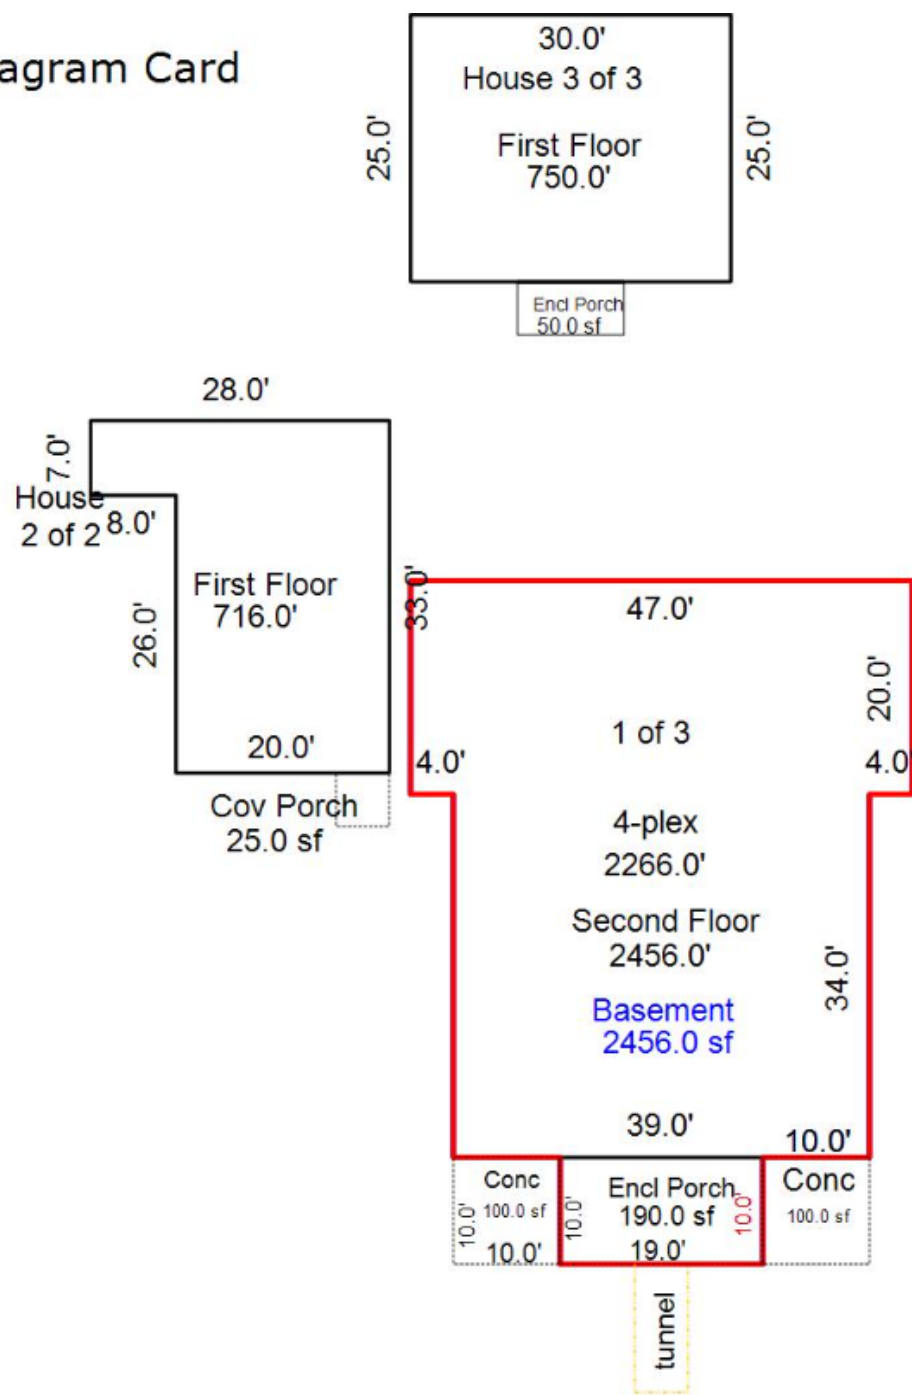 agram Card
30.0'
House 3 of 3
25.0'
25.0'
First Floor
750.0'
Encl Porch
50.0 sf
28.0'
7.0'
House
2 of 2
8.0'
First Floor
716.0'
26.0'
33.0'
20.0'
Cov Porch
25.0 sf
47.0'
20.0'
1 of 3
4.0'
4.0'
4-plex
2266.0'
Second Floor
2456.0'
34.0'
Basement
2456.0 sf
39.0'
10.0'
Conc
100.0 sf
10.0'
10.0'
10.0'
Encl Porch
190.0 sf
19.0'
10.0'
Conc
100.0 sf
tunnel